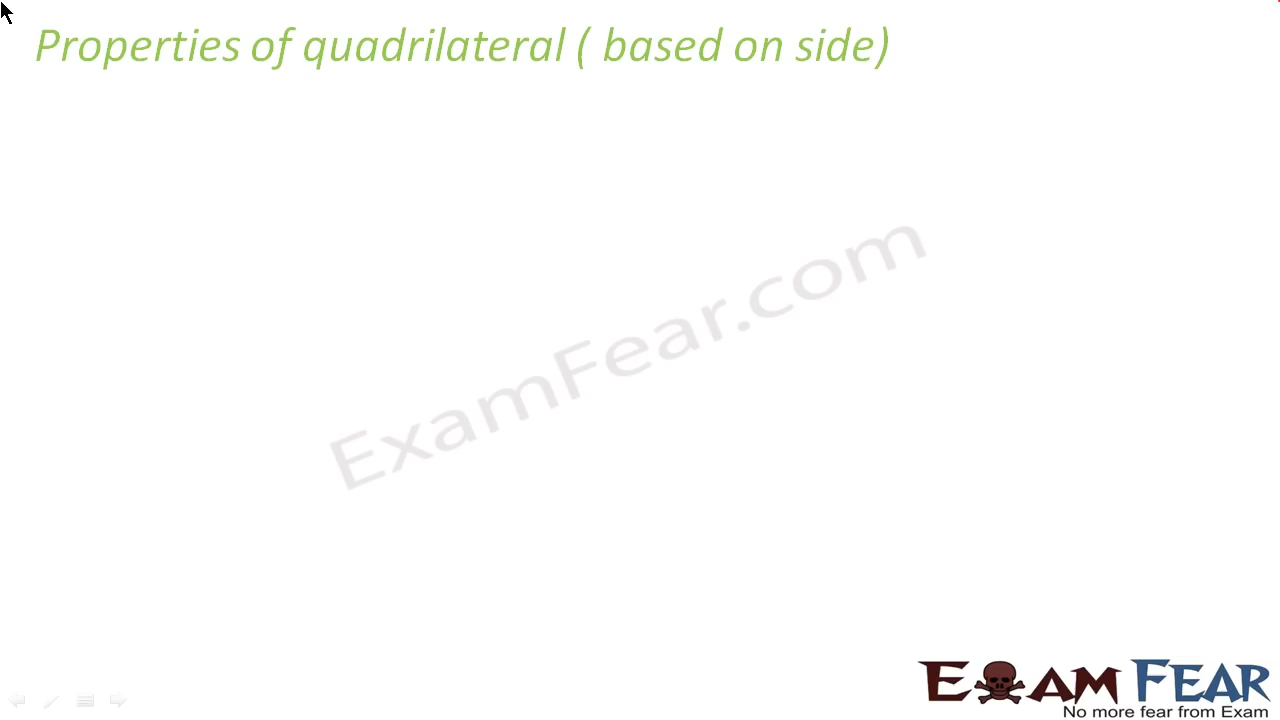 Properties of quadrilateral ( based on side)
ExamFear.com
EXAM FEAR
No more fear from Exam